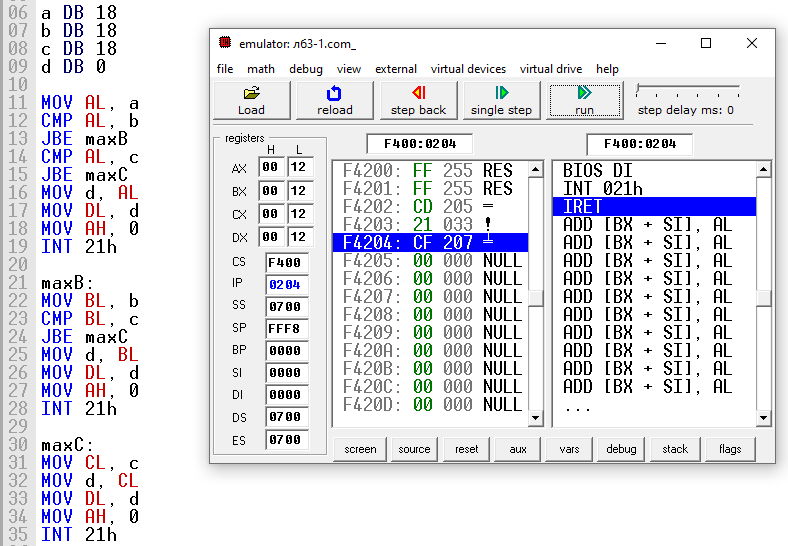 06 a DB 18
07 b DB 18
08 c DB 18
09 d DB 0
10
11 MOV AL, a
12 CMP AL, b
13 JBE maxB
14 CMP AL, c
15 JBE maxC
16 MOV d, AL
17 MOV DL, d
18 MOV AH, 0
19 INT 21h
20
21 maxB:
22 MOV BL, b
23 CMP BL, c
24 JBE maxC
25 MOV d, BL
26 MOV DL, d
27 MOV AH, 0
28 INT 21h
29
30 maxC:
31 MOV CL, c
32 MOV d, CL
33 MOV DL, d
34 MOV AH, 0
35 INT 21h
emulator: л63-1.com_
file math debug view external virtual devices virtual drive help
Load reload step back single step run step delay ms: 0
registers
H L
AX 00 12
BX 00 12
CX 00 12
DX 00 12
CS F400
IP 0204
SS 0700
SP FFF8
BP 0000
SI 0000
DI 0000
DS 0700
ES 0700
F400:0204
F4200: FF 255 RES
F4201: FF 255 RES
F4202: CD 205 ═
F4203: 21 033 !
F4204: CF 207 ╧
F4205: 00 000 NULL
F4206: 00 000 NULL
F4207: 00 000 NULL
F4208: 00 000 NULL
F4209: 00 000 NULL
F420A: 00 000 NULL
F420B: 00 000 NULL
F420C: 00 000 NULL
F420D: 00 000 NULL
F400:0204
BIOS DI
INT 021h
IRET
ADD [BX + SI], AL
ADD [BX + SI], AL
ADD [BX + SI], AL
ADD [BX + SI], AL
ADD [BX + SI], AL
ADD [BX + SI], AL
ADD [BX + SI], AL
ADD [BX + SI], AL
ADD [BX + SI], AL
ADD [BX + SI], AL
...
screen source reset aux vars debug stack flags